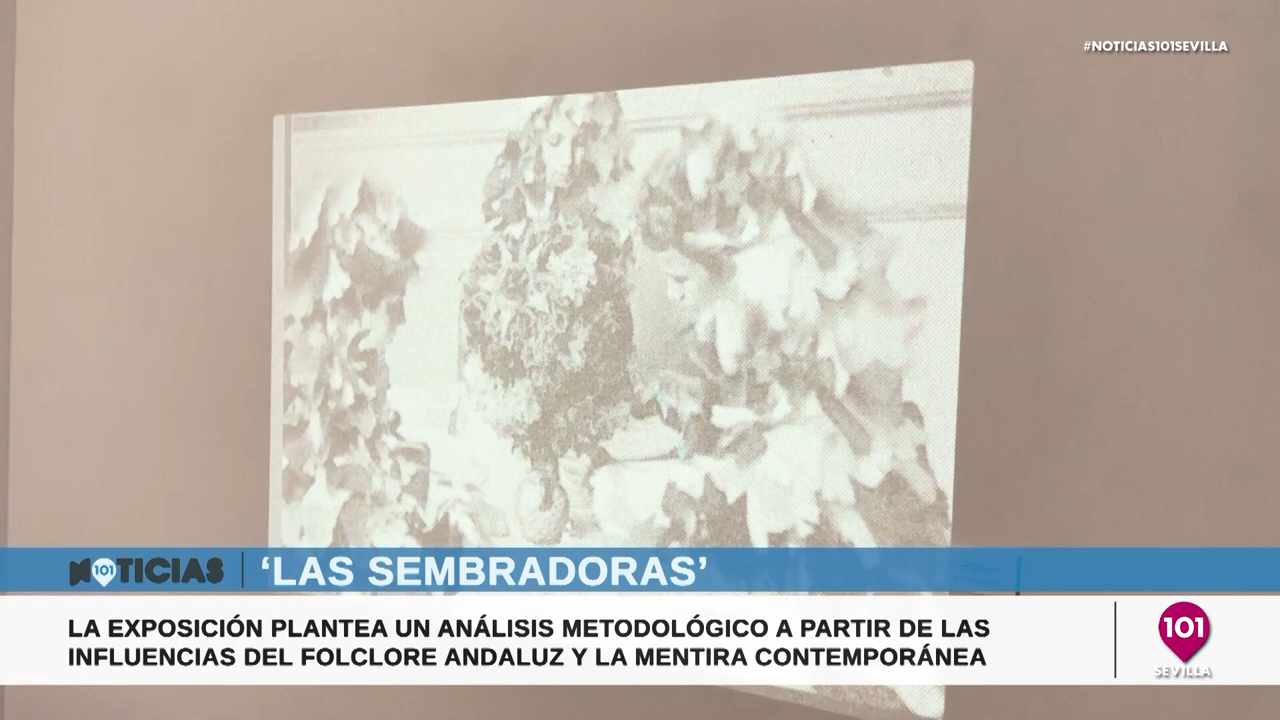 #NOTICIAS101SEVILLA
NOTICIAS 101
‘LAS SEMBRADORAS’
LA EXPOSICIÓN PLANTEA UN ANÁLISIS METODOLÓGICO A PARTIR DE LAS
INFLUENCIAS DEL FOLCLORE ANDALUZ Y LA MENTIRA CONTEMPORÁNEA
101
SEVILLA